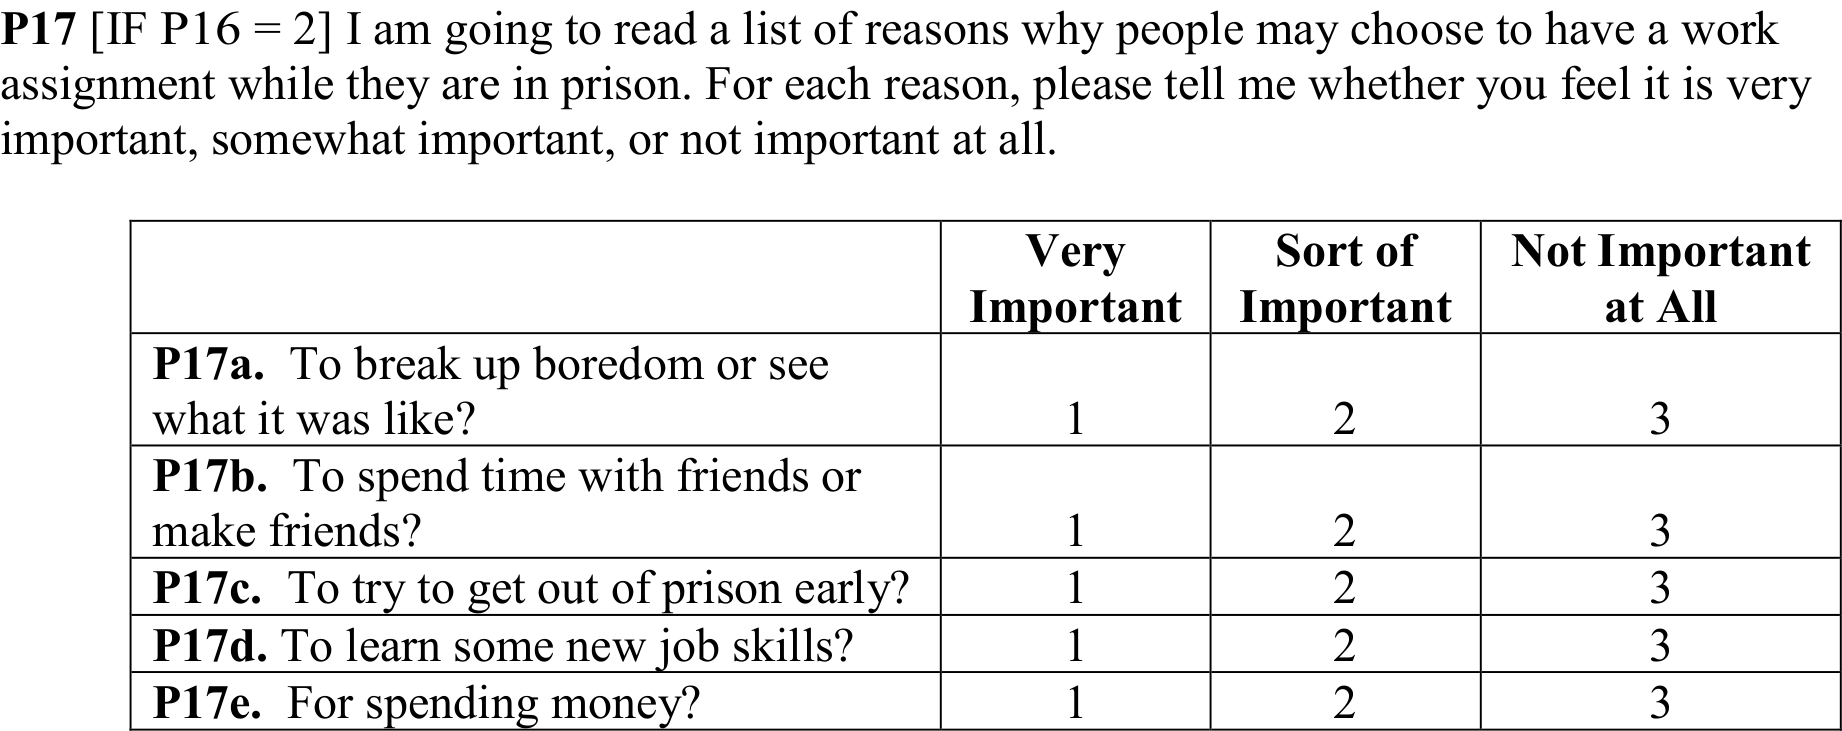 P17 [IF P16 = 2] I am going to read a list of reasons why people may choose to have a work
assignment while they are in prison. For each reason, please tell me whether you feel it is very
important, somewhat important, or not important at all.
Very Important Sort of Important Not Important at All
P17a. To break up boredom or see
what it was like? 1 2 3
P17b. To spend time with friends or
make friends? 1 2 3
P17c. To try to get out of prison early? 1 2 3
P17d. To learn some new job skills? 1 2 3
P17e. For spending money? 1 2 3